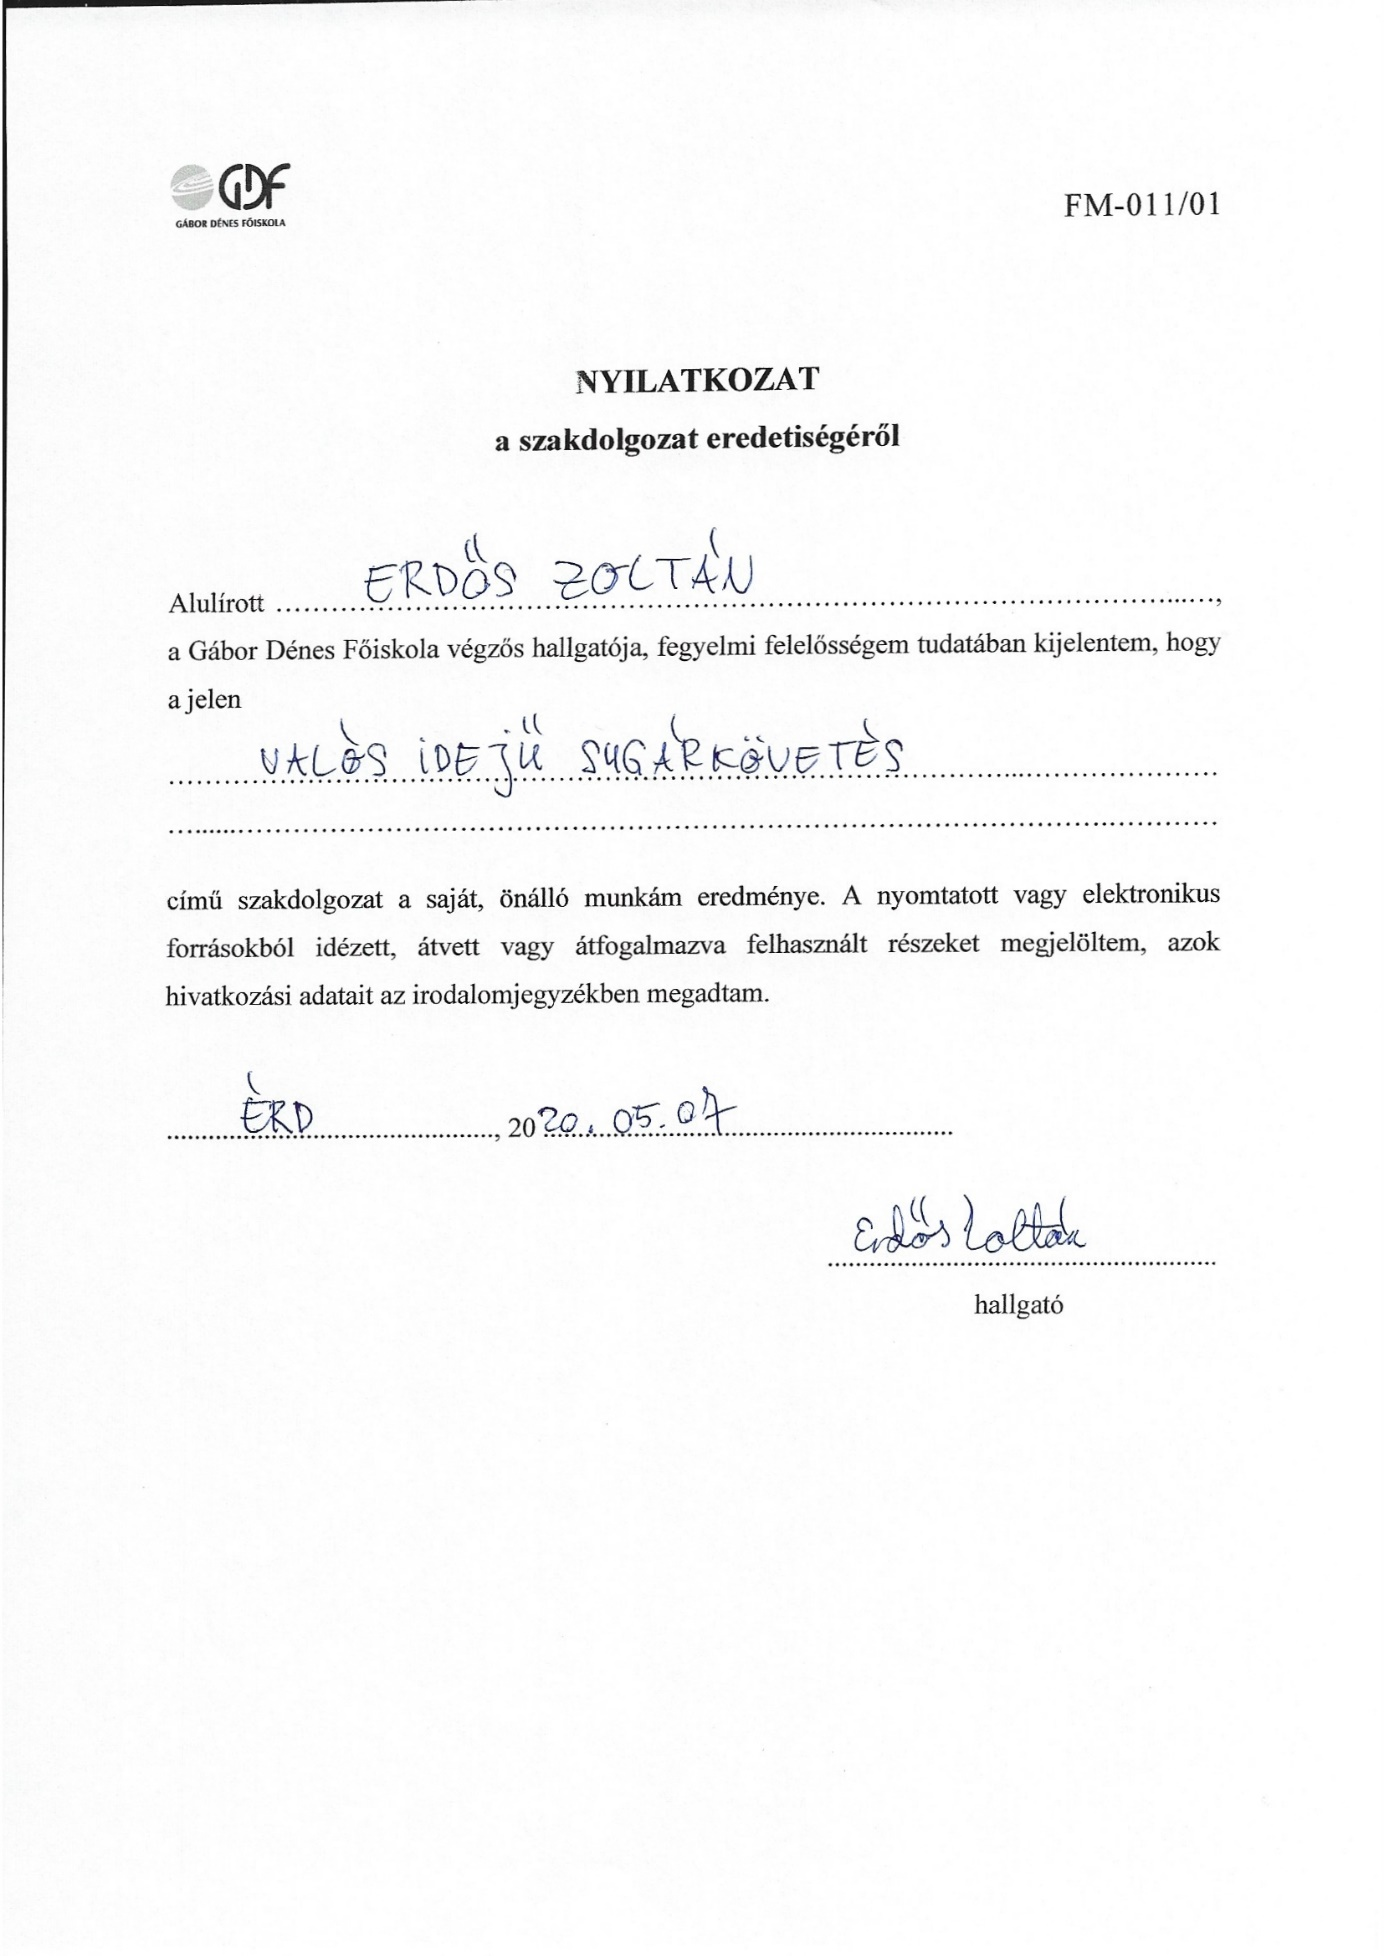 GDF
GÁBOR DÉNES FŐISKOLA
FM-011/01
NYILATKOZAT
a szakdolgozat eredetiségéről
Alulírott ERDŐS ZOLTÁN,
a Gábor Dénes Főiskola végzős hallgatója, fegyelmi felelősségem tudatában kijelentem, hogy
a jelen
VALÓS IDEJŰ SUGÁRKÖVETÉS
című szakdolgozat a saját, önálló munkám eredménye. A nyomtatott vagy elektronikus
forrásokból idézett, átvett vagy átfogalmazva felhasznált részeket megjelöltem, azok
hivatkozási adatait az irodalomjegyzékben megadtam.
ÉRD, 2020.05.07
Erdős Zoltán
hallgató